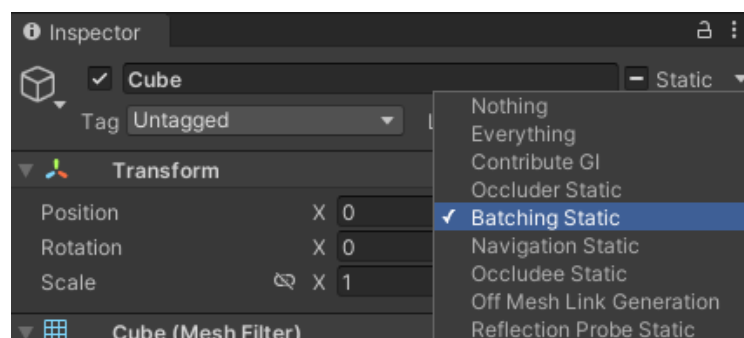 Inspector
Cube Static
Tag Untagged
Nothing
Everything
Contribute GI
Occluder Static
Batching Static
Navigation Static
Occludee Static
Off Mesh Link Generation
Reflection Probe Static
Transform
Position X 0
Rotation X 0
Scale X 1
Cube (Mesh Filter)